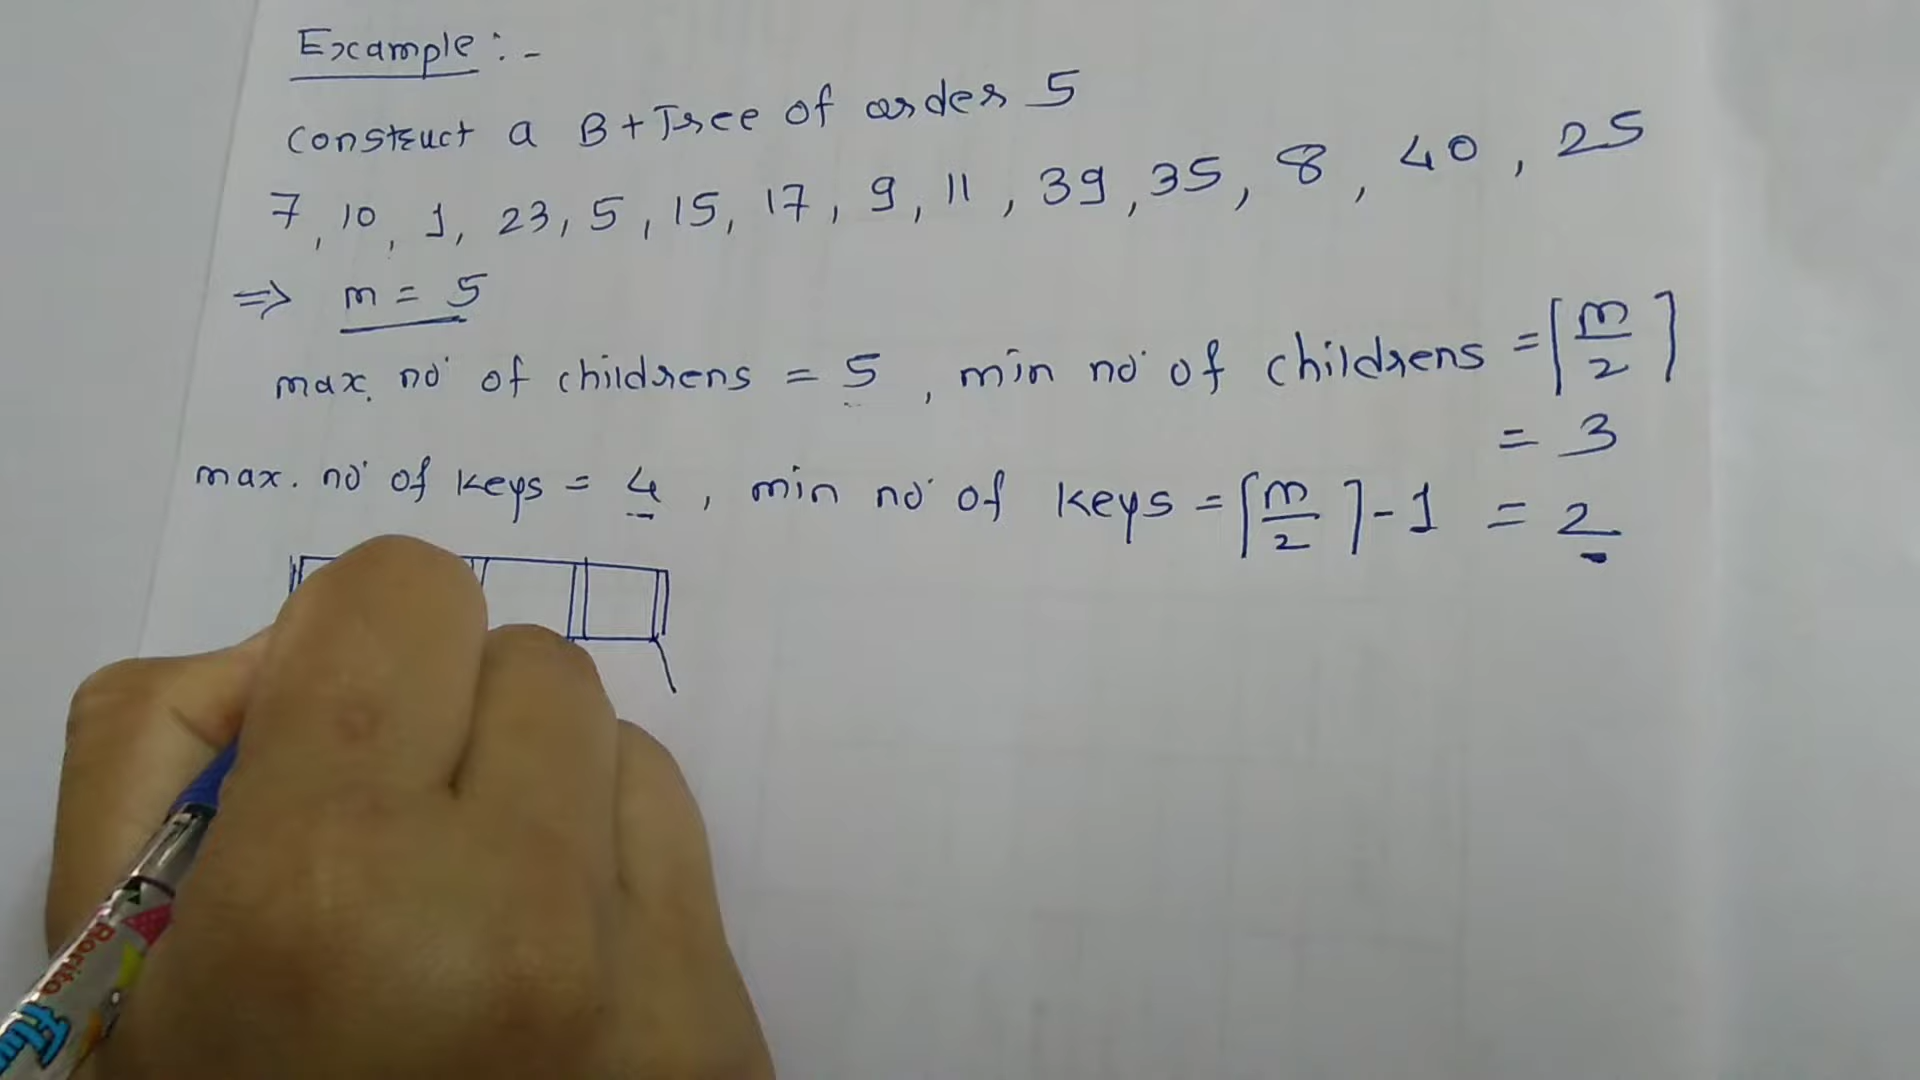 Example :-
Construct a B+Tree of order 5
7, 10, 1, 23, 5, 15, 17, 9, 11, 39, 35, 8, 40, 25
⇒ m = 5
max. no of childrens = 5, min no of childrens = ⌈m/2⌉
= 3
max. no of keys = 4, min no of keys = ⌈m/2⌉ - 1 = 2
Rorito